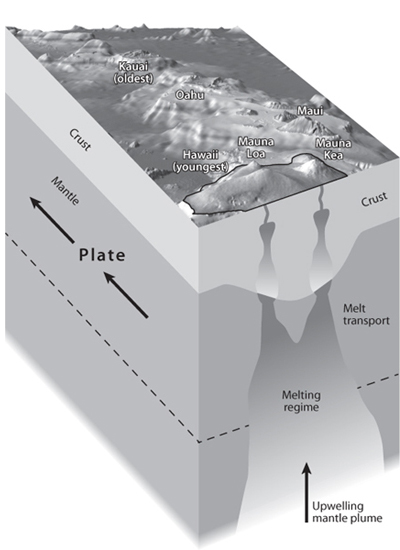 Kauai
(oldest)
Oahu
Maui
Mauna
Loa
Mauna
Kea
Hawaii
(youngest)
Crust
Crust
Mantle
Plate
Melt
transport
Melting
regime
Upwelling
mantle plume